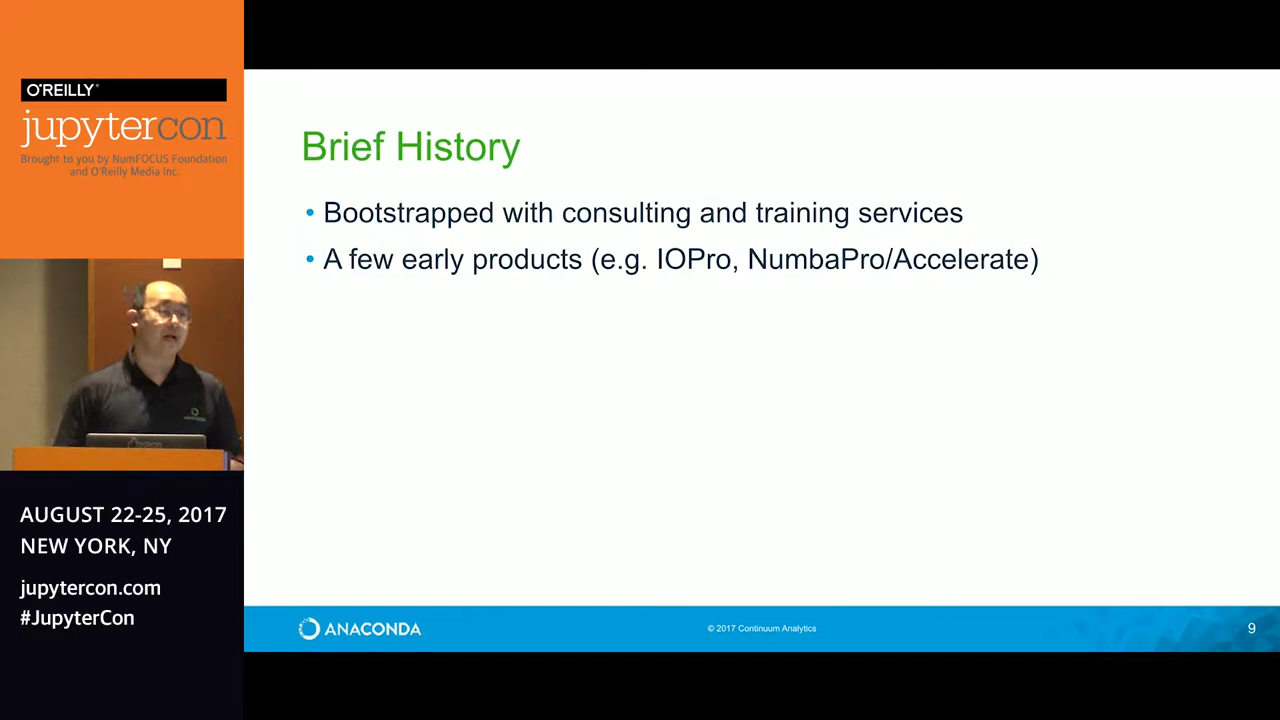 O'REILLY®
jupytercon
Brought to you by NumFOCUS Foundation
and O'Reilly Media Inc.
AUGUST 22-25, 2017
NEW YORK, NY
jupytercon.com
#JupyterCon
Brief History
• Bootstrapped with consulting and training services
• A few early products (e.g. IOPro, NumbaPro/Accelerate)
ANACONDA
© 2017 Continuum Analytics
9